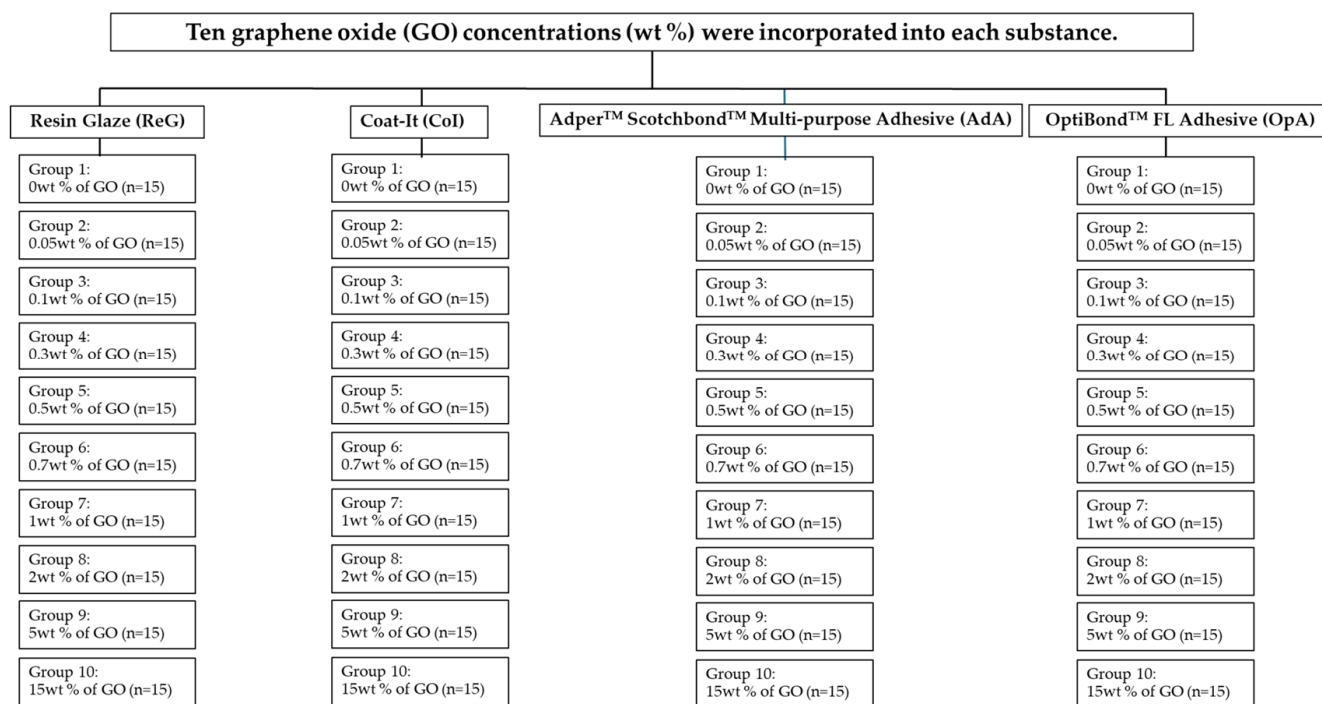 Ten graphene oxide (GO) concentrations (wt %) were incorporated into each substance.
Resin Glaze (ReG)
Group 1:
0wt % of GO (n=15)
Group 2:
0.05wt % of GO (n=15)
Group 3:
0.1wt % of GO (n=15)
Group 4:
0.3wt % of GO (n=15)
Group 5:
0.5wt % of GO (n=15)
Group 6:
0.7wt % of GO (n=15)
Group 7:
1wt % of GO (n=15)
Group 8:
2wt % of GO (n=15)
Group 9:
5wt % of GO (n=15)
Group 10:
15wt % of GO (n=15)
Coat-It (CoI)
Group 1:
0wt % of GO (n=15)
Group 2:
0.05wt % of GO (n=15)
Group 3:
0.1wt % of GO (n=15)
Group 4:
0.3wt % of GO (n=15)
Group 5:
0.5wt % of GO (n=15)
Group 6:
0.7wt % of GO (n=15)
Group 7:
1wt % of GO (n=15)
Group 8:
2wt % of GO (n=15)
Group 9:
5wt % of GO (n=15)
Group 10:
15wt % of GO (n=15)
Adper™ Scotchbond™ Multi-purpose Adhesive (AdA)
Group 1:
0wt % of GO (n=15)
Group 2:
0.05wt % of GO (n=15)
Group 3:
0.1wt % of GO (n=15)
Group 4:
0.3wt % of GO (n=15)
Group 5:
0.5wt % of GO (n=15)
Group 6:
0.7wt % of GO (n=15)
Group 7:
1wt % of GO (n=15)
Group 8:
2wt % of GO (n=15)
Group 9:
5wt % of GO (n=15)
Group 10:
15wt % of GO (n=15)
OptiBond™ FL Adhesive (OpA)
Group 1:
0wt % of GO (n=15)
Group 2:
0.05wt % of GO (n=15)
Group 3:
0.1wt % of GO (n=15)
Group 4:
0.3wt % of GO (n=15)
Group 5:
0.5wt % of GO (n=15)
Group 6:
0.7wt % of GO (n=15)
Group 7:
1wt % of GO (n=15)
Group 8:
2wt % of GO (n=15)
Group 9:
5wt % of GO (n=15)
Group 10:
15wt % of GO (n=15)